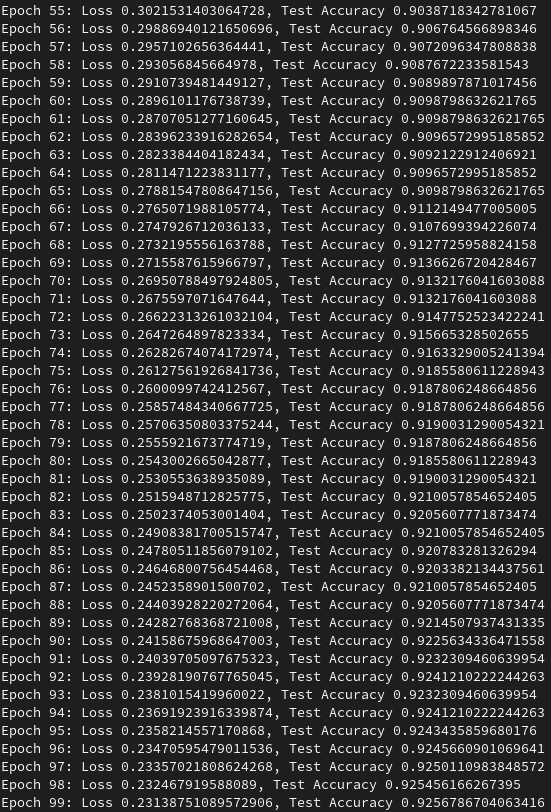 Epoch 55: Loss 0.3021531403064728, Test Accuracy 0.9038718342781067
Epoch 56: Loss 0.29886940121650696, Test Accuracy 0.906764566898346
Epoch 57: Loss 0.2957102656364441, Test Accuracy 0.9072096347808838
Epoch 58: Loss 0.293056845664978, Test Accuracy 0.9087672233581543
Epoch 59: Loss 0.2910739481449127, Test Accuracy 0.9089897871017456
Epoch 60: Loss 0.2896101176738739, Test Accuracy 0.9098798632621765
Epoch 61: Loss 0.28707051277160645, Test Accuracy 0.9098798632621765
Epoch 62: Loss 0.283962339162826​54, Test Accuracy 0.9096572995185852
Epoch 63: Loss 0.2823384404182434, Test Accuracy 0.9092122912406921
Epoch 64: Loss 0.2811471223831177, Test Accuracy 0.9096572995185852
Epoch 65: Loss 0.27881547808647156, Test Accuracy 0.9098798632621765
Epoch 66: Loss 0.2765071988105774, Test Accuracy 0.9112149477005005
Epoch 67: Loss 0.2747926712036133, Test Accuracy 0.9107699394226074
Epoch 68: Loss 0.2732195556163788, Test Accuracy 0.9127725958824158
Epoch 69: Loss 0.2715587615966797, Test Accuracy 0.9136626720428467
Epoch 70: Loss 0.26950788497924805, Test Accuracy 0.9132176041603088
Epoch 71: Loss 0.2675597071647644, Test Accuracy 0.9132176041603088
Epoch 72: Loss 0.26622313261032104, Test Accuracy 0.9147752523422241
Epoch 73: Loss 0.2647264897823334, Test Accuracy 0.915665328502655
Epoch 74: Loss 0.26282674074172974, Test Accuracy 0.9163329005241394
Epoch 75: Loss 0.26127561926841736, Test Accuracy 0.9185580611228943
Epoch 76: Loss 0.2600099742412567, Test Accuracy 0.9187806248664856
Epoch 77: Loss 0.25857484340667725, Test Accuracy 0.9187806248664856
Epoch 78: Loss 0.25706350803375244, Test Accuracy 0.9190031290054321
Epoch 79: Loss 0.2555921673774719, Test Accuracy 0.9187806248664856
Epoch 80: Loss 0.2543002665042877, Test Accuracy 0.9185580611228943
Epoch 81: Loss 0.2530553638935089, Test Accuracy 0.9190031290054321
Epoch 82: Loss 0.2515948712825775, Test Accuracy 0.9210057854652405
Epoch 83: Loss 0.2502374053001404, Test Accuracy 0.9205607771873474
Epoch 84: Loss 0.24908381700515747, Test Accuracy 0.9210057854652405
Epoch 85: Loss 0.24780511856079102, Test Accuracy 0.920783281326294
Epoch 86: Loss 0.24646800756454468, Test Accuracy 0.9203382134437561
Epoch 87: Loss 0.2452358901500702, Test Accuracy 0.9210057854652405
Epoch 88: Loss 0.24403928220272064, Test Accuracy 0.9205607771873474
Epoch 89: Loss 0.24282768368721008, Test Accuracy 0.9214507937431335
Epoch 90: Loss 0.24158675968647003, Test Accuracy 0.9225634336471558
Epoch 91: Loss 0.24039705097675323, Test Accuracy 0.9232309460639954
Epoch 92: Loss 0.23928190767765045, Test Accuracy 0.9241210222244263
Epoch 93: Loss 0.2381015419960022, Test Accuracy 0.9232309460639954
Epoch 94: Loss 0.23691923916339874, Test Accuracy 0.9241210222244263
Epoch 95: Loss 0.2358214557170868, Test Accuracy 0.9243435859680176
Epoch 96: Loss 0.23470595479011536, Test Accuracy 0.9245660901069641
Epoch 97: Loss 0.23357021808624268, Test Accuracy 0.9250110983848572
Epoch 98: Loss 0.232467919588089, Test Accuracy 0.925456166267395
Epoch 99: Loss 0.23138751089572906, Test Accuracy 0.9256786704063416